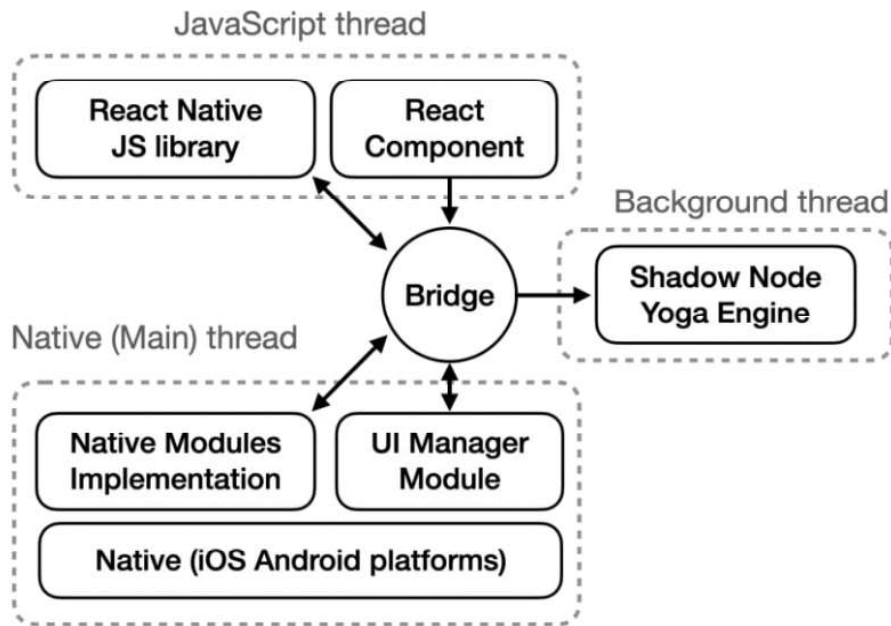 JavaScript thread
React Native
JS library
React
Component
Background thread
Shadow Node
Yoga Engine
Bridge
Native (Main) thread
Native Modules
Implementation
UI Manager
Module
Native (iOS Android platforms)